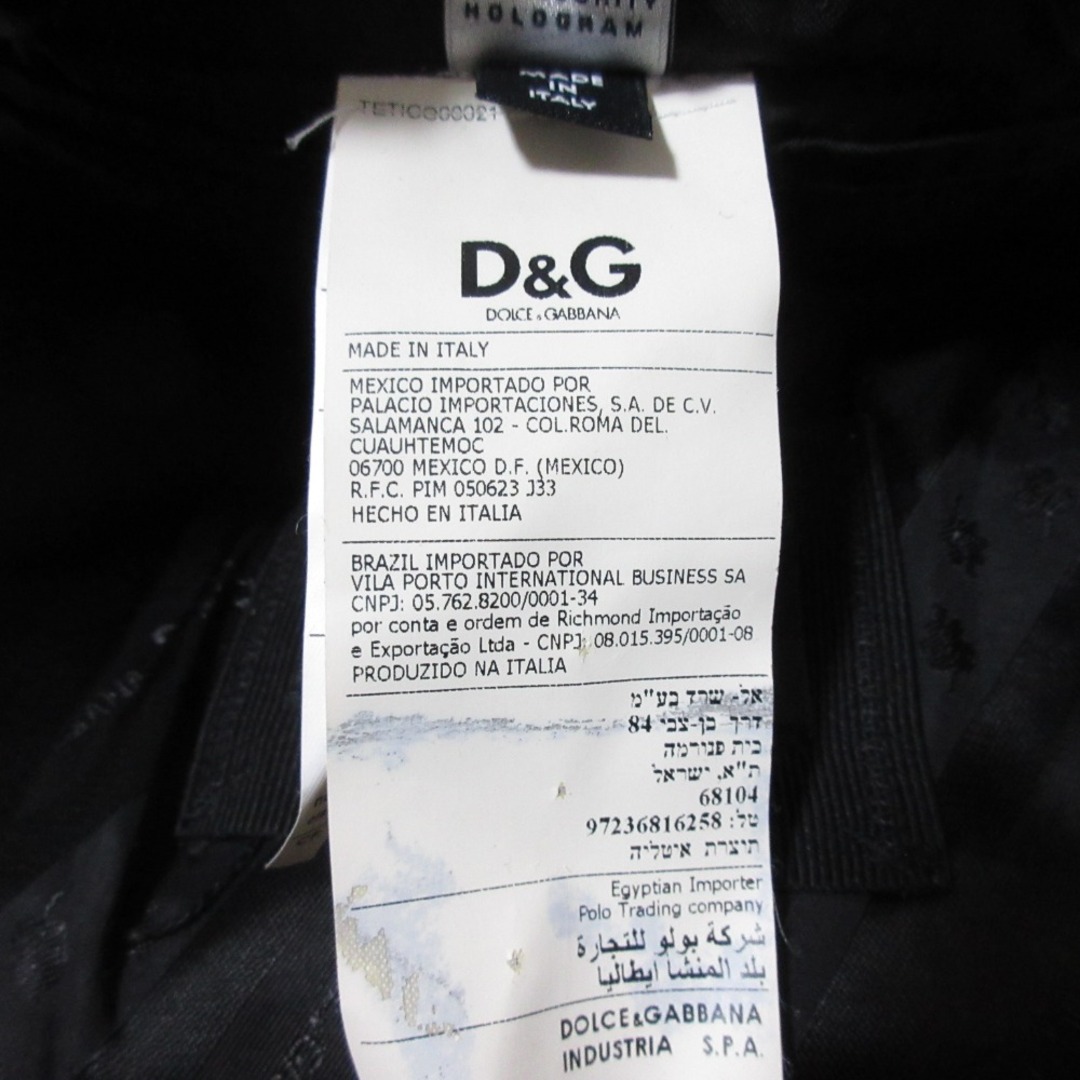 HOLOGRAM
MADE
IN
ITALY
TETICO000021
D&G
DOLCE & GABBANA
MADE IN ITALY
MEXICO IMPORTADO POR
PALACIO IMPORTACIONES, S.A. DE C.V.
SALAMANCA 102 - COL.ROMA DEL.
CUAUHTEMOC
06700 MEXICO D.F. (MEXICO)
R.F.C. PIM 050623 J33
HECHO EN ITALIA
BRAZIL IMPORTADO POR
VILA PORTO INTERNATIONAL BUSINESS SA
CNPJ: 05.762.8200/0001-34
por conta e ordem de Richmond Importação
e Exportação Ltda - CNPJ: 08.015.395/0001-08
PRODUZIDO NA ITALIA
אל- שרד בע"מ
דרך בן-צבי 84
בית פנורמה
ת"א. ישראל
68104
טל: 97236816258
תיצרת איטליה
Egyptian Importer
Polo Trading company
شركة بولو للتجارة
بلد المنشا ايطاليا
DOLCE&GABBANA
INDUSTRIA S.P.A.